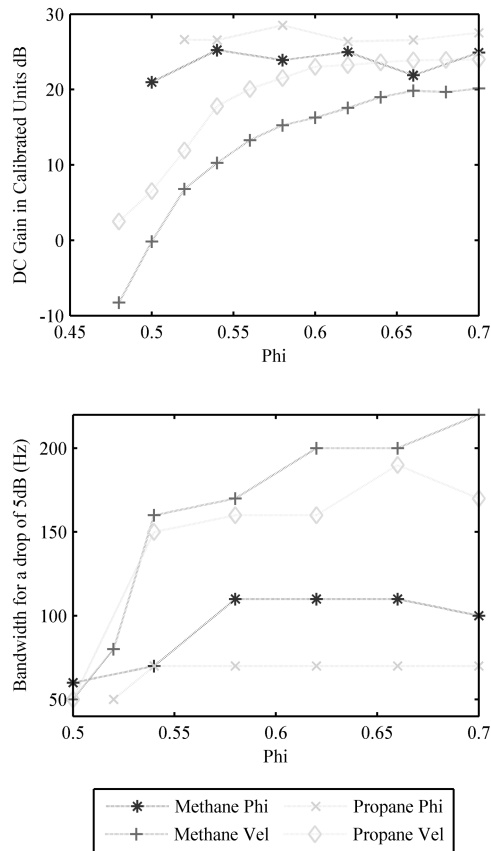 30
20
10
0
-10
0.45
0.5
0.55
0.6
0.65
0.7
DC Gain in Calibrated Units dB
Phi
200
150
100
50
0.5
0.55
0.6
0.65
0.7
Bandwidth for a drop of 5dB (Hz)
Phi
Methane Phi
Propane Phi
Methane Vel
Propane Vel